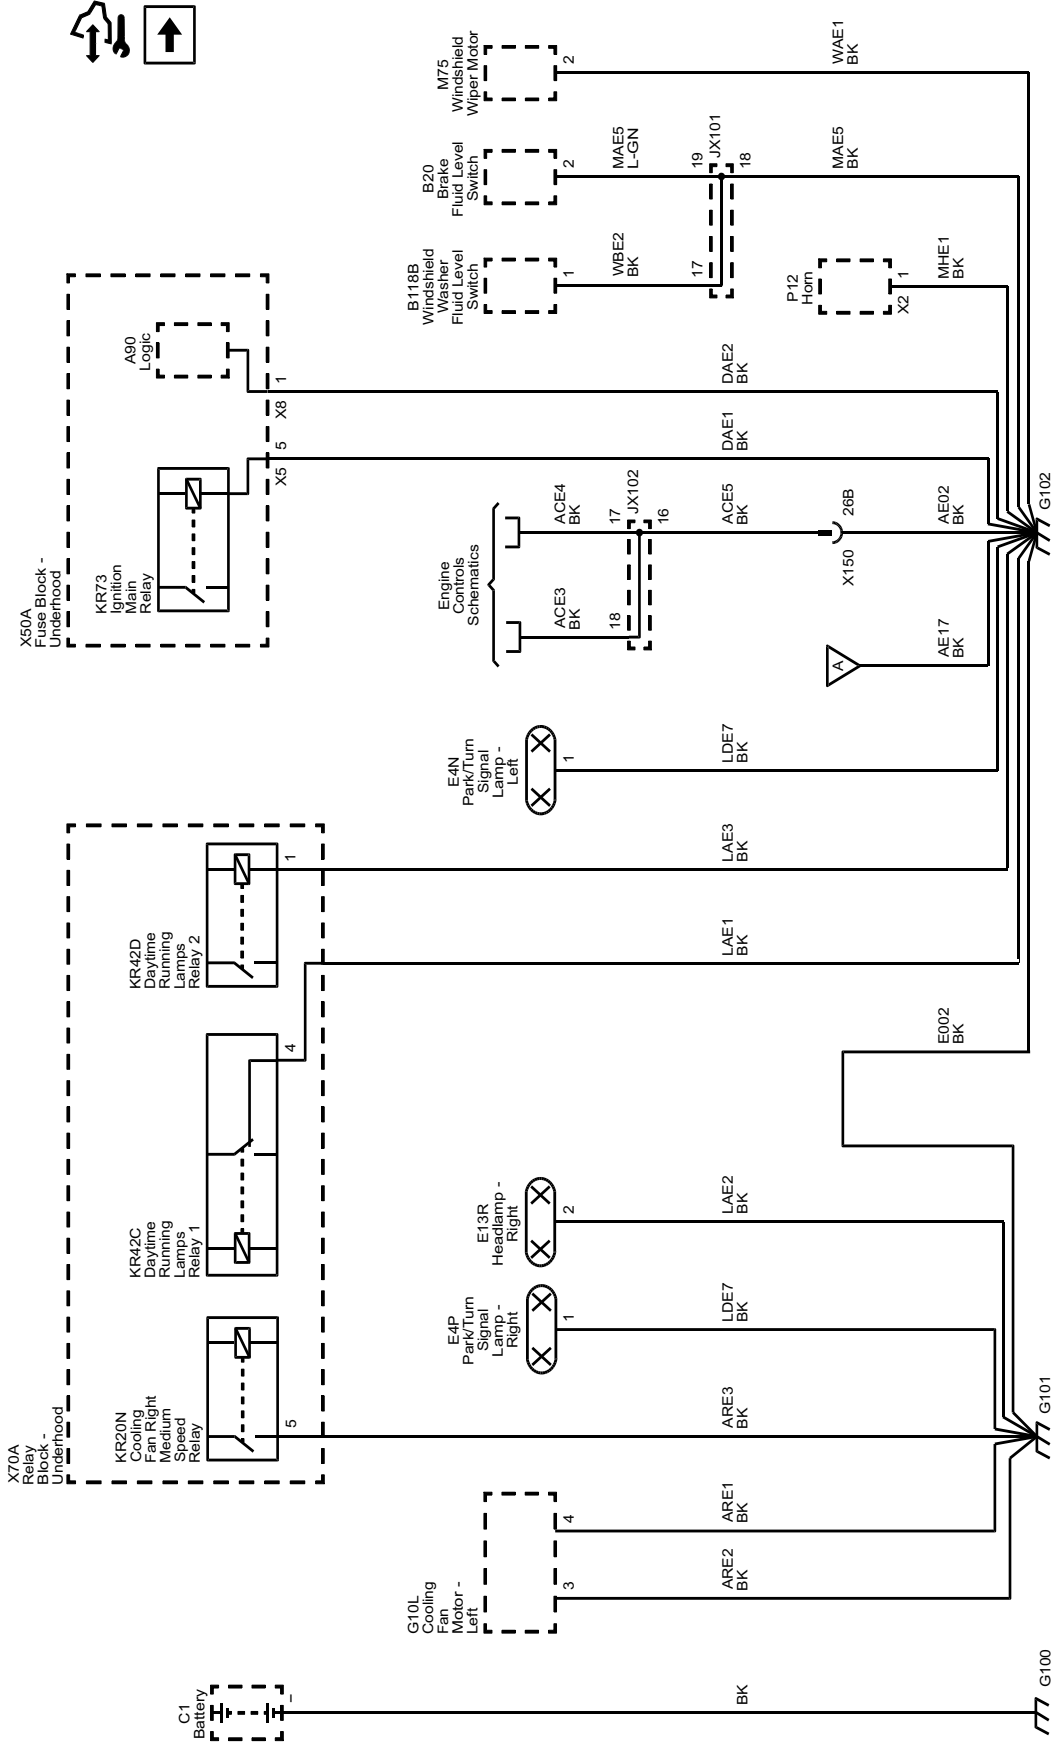 C1
Battery
–
BK
G100
G10L
Cooling
Fan
Motor -
Left
3
4
ARE2
BK
ARE1
BK
X70A
Relay
Block -
Underhood
KR20N
Cooling
Fan Right
Medium
Speed
Relay
5
ARE3
BK
E4P
Park/Turn
Signal
Lamp -
Right
1
LDE7
BK
E13R
Headlamp -
Right
2
LAE2
BK
G101
KR42C
Daytime
Running
Lamps
Relay 1
4
E002
BK
KR42D
Daytime
Running
Lamps
Relay 2
1
LAE1
BK
LAE3
BK
E4N
Park/Turn
Signal
Lamp -
Left
1
LDE7
BK
A
AE17
BK
X50A
Fuse Block -
Underhood
KR73
Ignition
Main
Relay
X5
5
A90
Logic
X8
1
Engine
Controls
Schematics
ACE3
BK
ACE4
BK
18
17
JX102
16
ACE5
BK
X150
26B
AE02
BK
G102
DAE1
BK
DAE2
BK
B118B
Windshield
Washer
Fluid Level
Switch
1
WBE2
BK
17
B20
Brake
Fluid Level
Switch
2
MAE5
L-GN
19
JX101
18
MAE5
BK
P12
Horn
X2
1
MHE1
BK
M75
Windshield
Wiper Motor
2
WAE1
BK